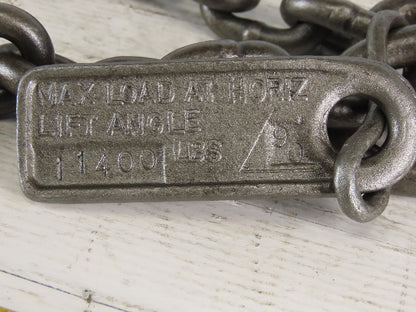 MAX LOAD AT HORIZ
LIFT ANGLE
11400 LBS